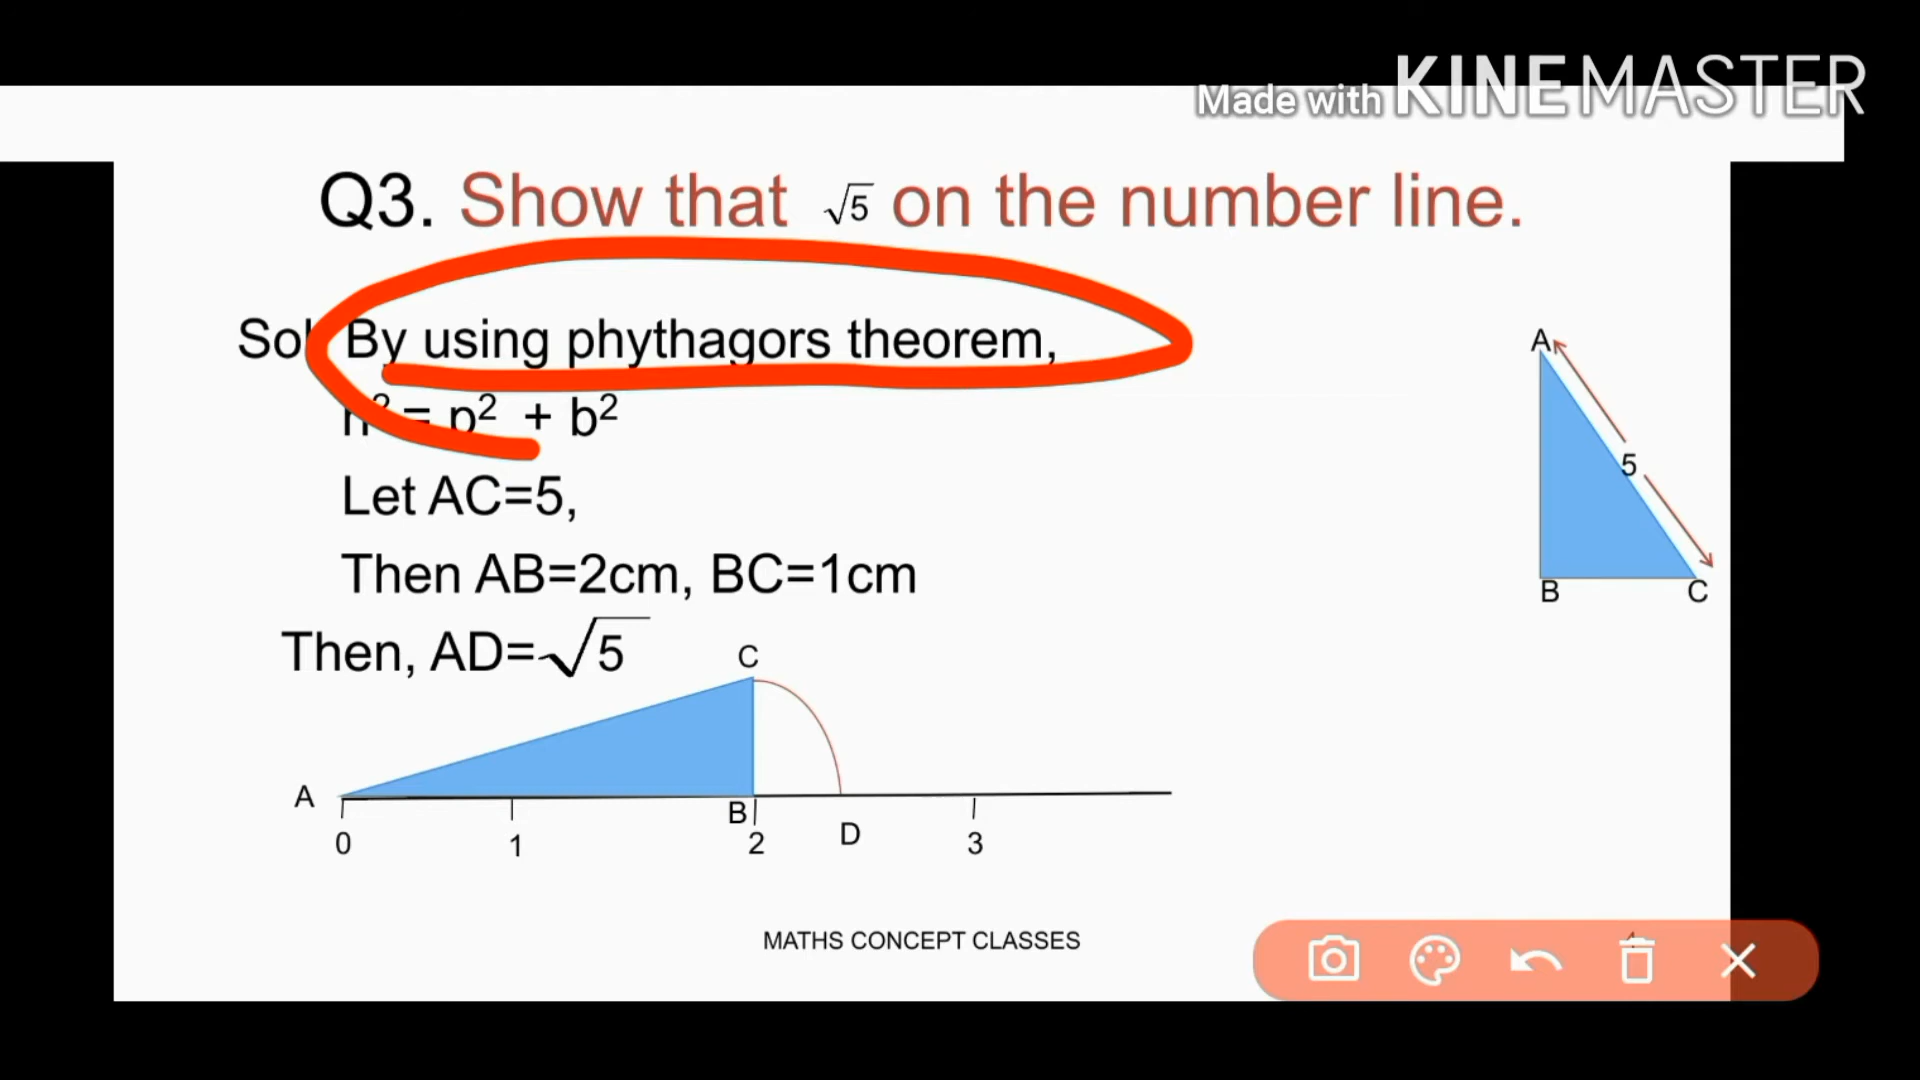 Made with KINEMASTER
Q3. Show that √5 on the number line.
Sol By using phythagors theorem,
h² = p² + b²
Let AC=5,
Then AB=2cm, BC=1cm
Then, AD=√5
A
5
B C
C
A
B
D
0 1 2 3
MATHS CONCEPT CLASSES